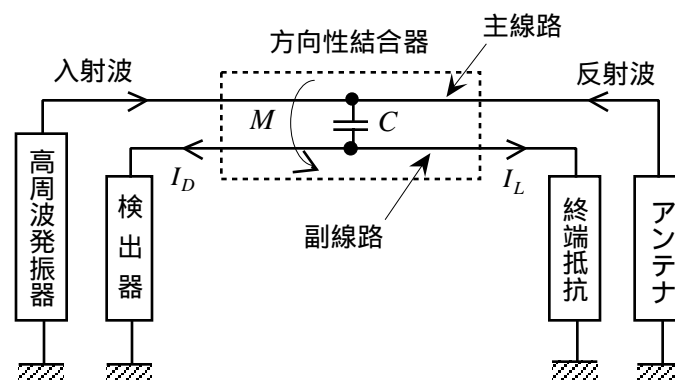 方向性結合器
主線路
入射波
反射波
M
C
I_D
I_L
副線路
高周波発振器
検出器
終端抵抗
アンテナ